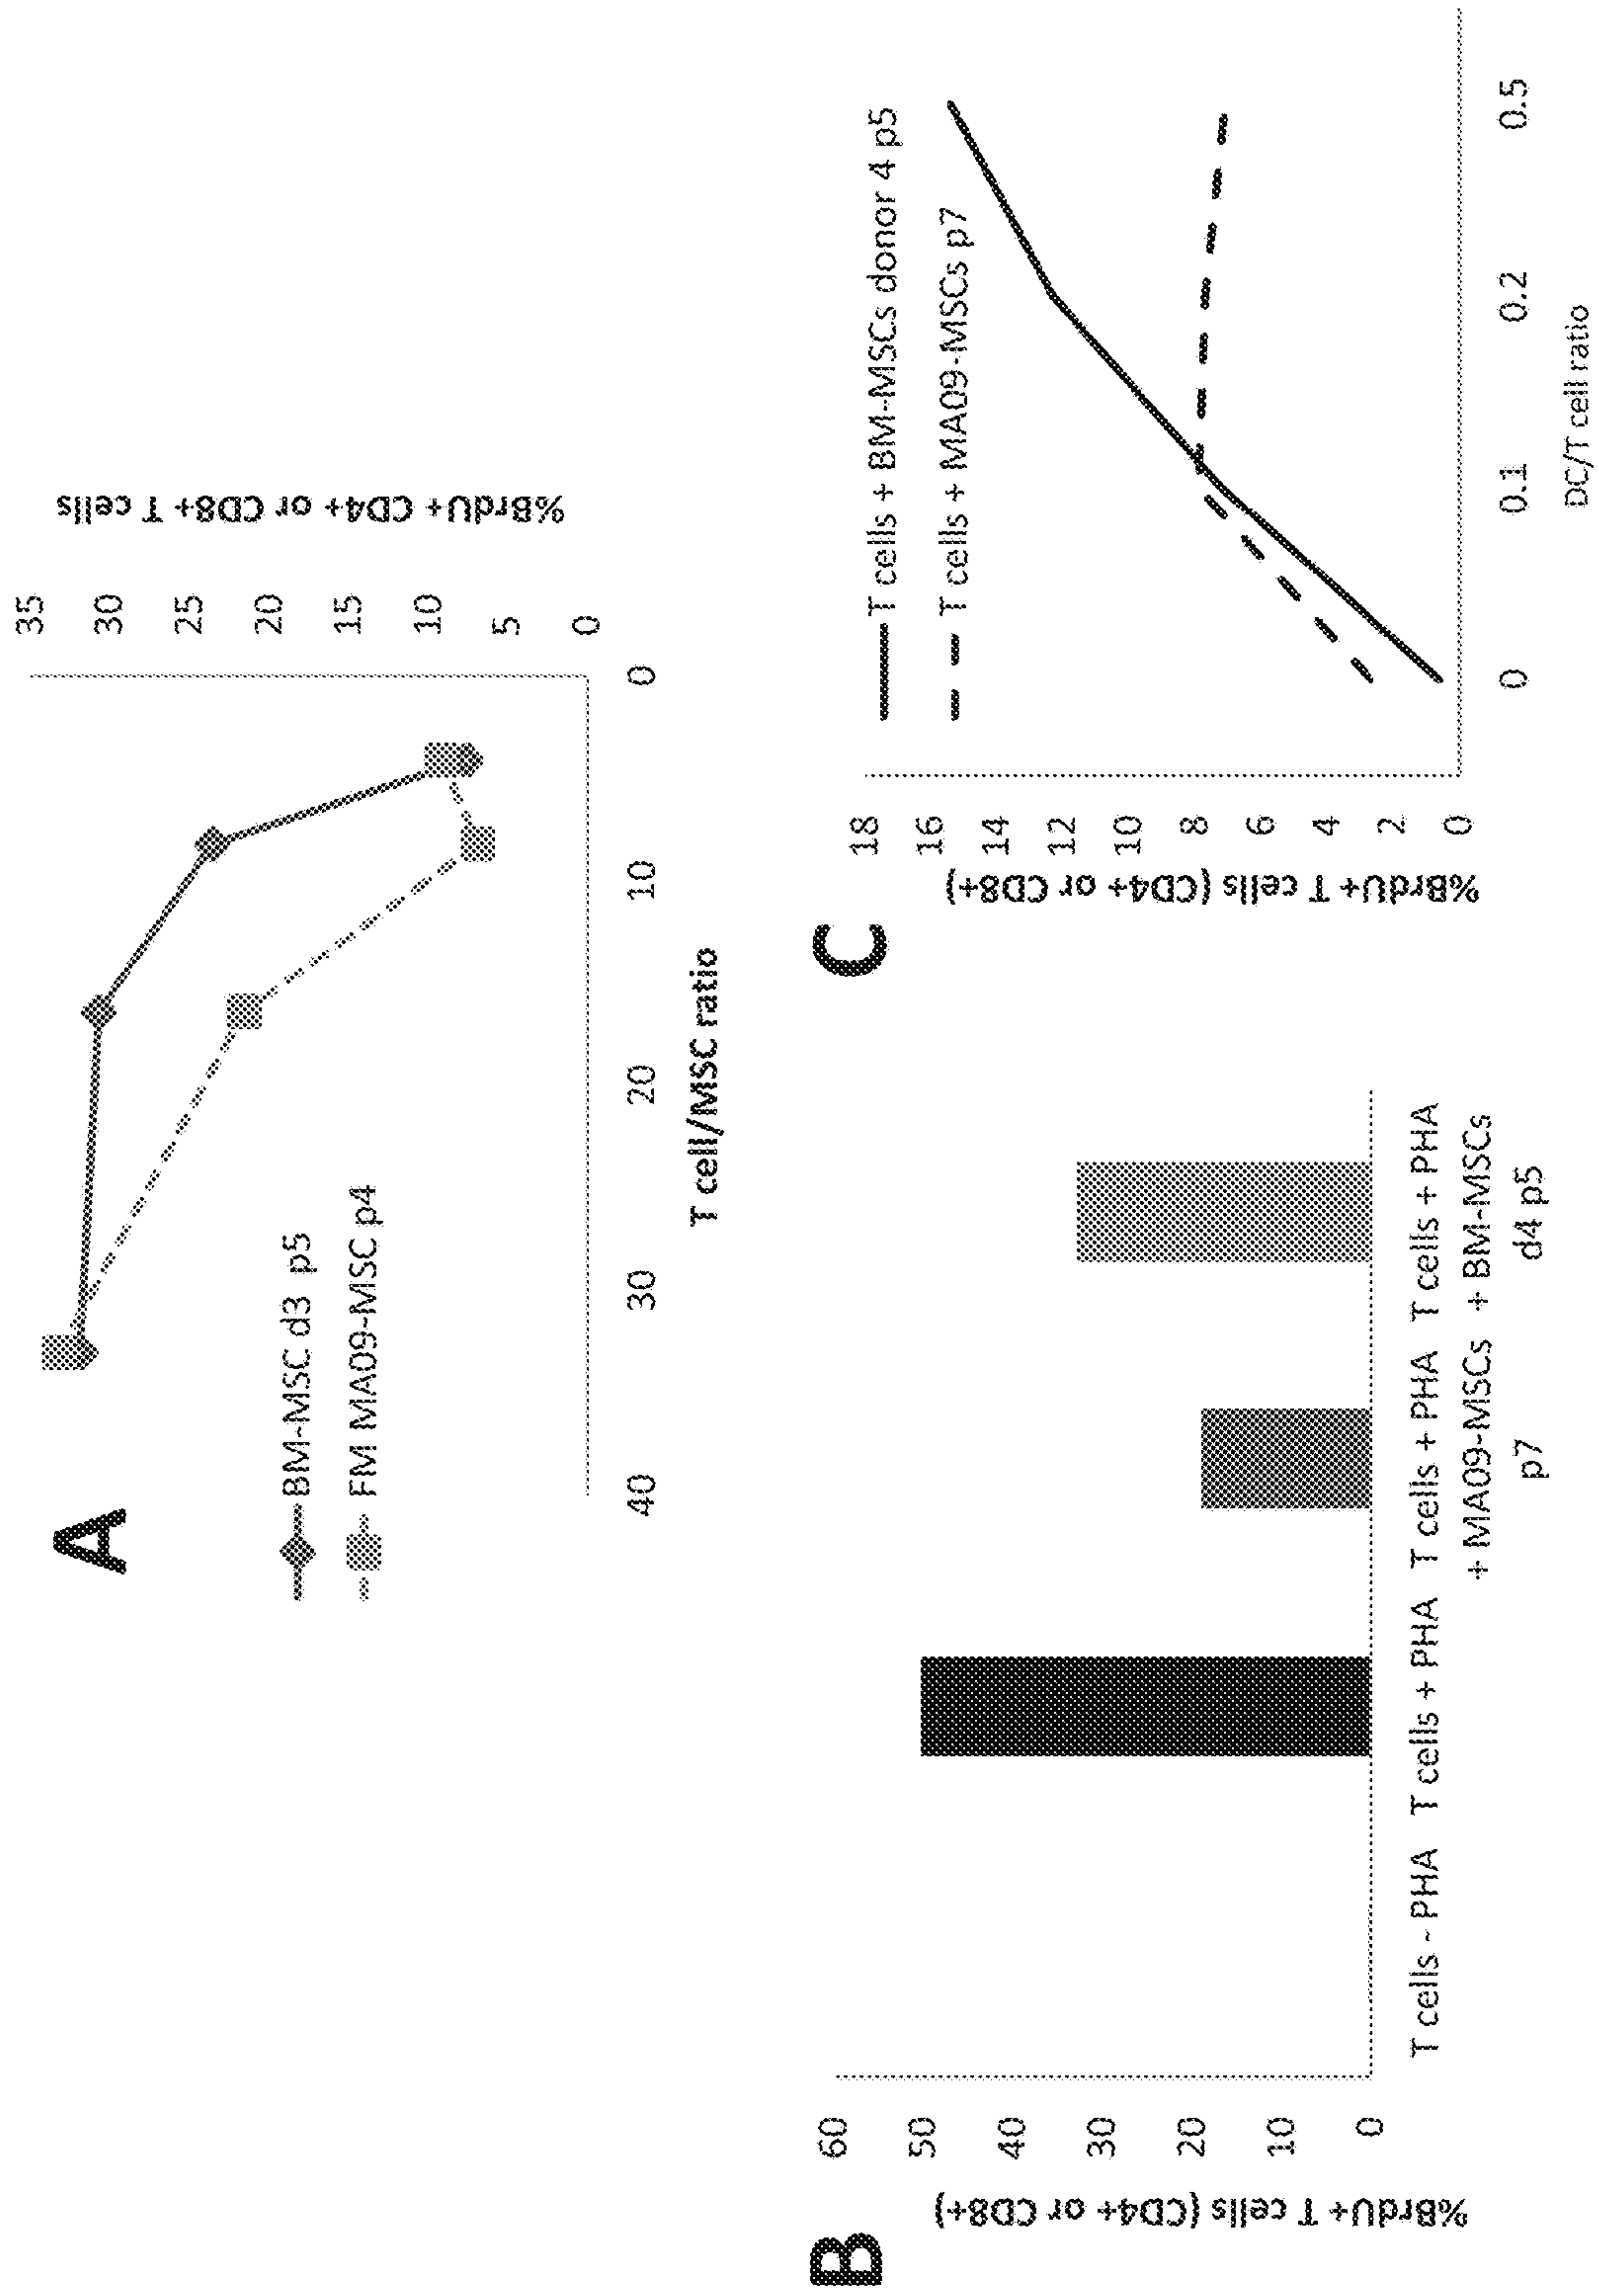 A
BM-MSC d3 p5
FM MA09-MSC p4
35
30
25
20
15
10
5
0
%BrdU+ CD4+ or CD8+ T cells
40
30
20
10
0
T cell/MSC ratio
B
%BrdU+ T cells (CD4+ or CD8+)
60
50
40
30
20
10
0
T cells - PHA
T cells + PHA
T cells + PHA
+ MA09-MSCs
p7
T cells + PHA
+ BM-MSCs
d4 p5
C
%BrdU+ T cells (CD4+ or CD8+)
18
16
14
12
10
8
6
4
2
0
T cells + BM-MSCs donor 4 p5
T cells + MA09-MSCs p7
0
0.1
0.2
0.5
DC/T cell ratio